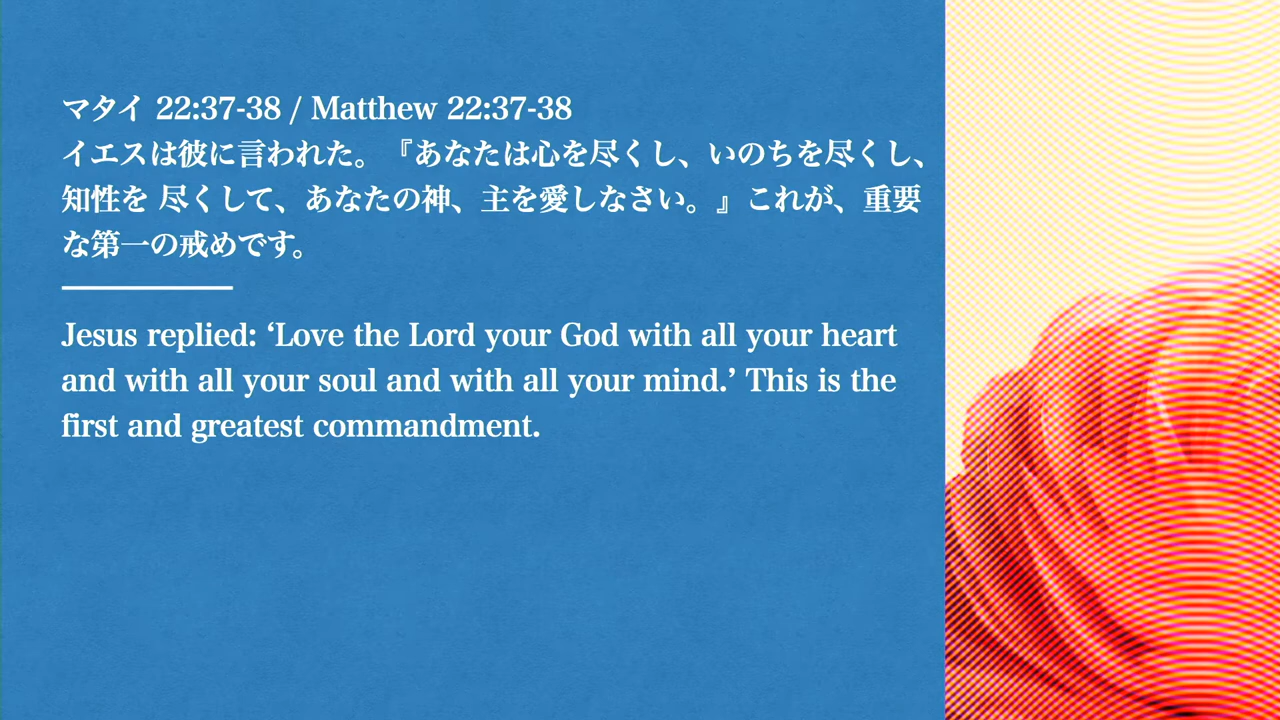 マタイ 22:37-38 / Matthew 22:37-38
イエスは彼に言われた。『あなたは心を尽くし、いのちを尽くし、
知性を 尽くして、あなたの神、主を愛しなさい。』これが、重要
な第一の戒めです。
Jesus replied: ‘Love the Lord your God with all your heart
and with all your soul and with all your mind.’ This is the
first and greatest commandment.